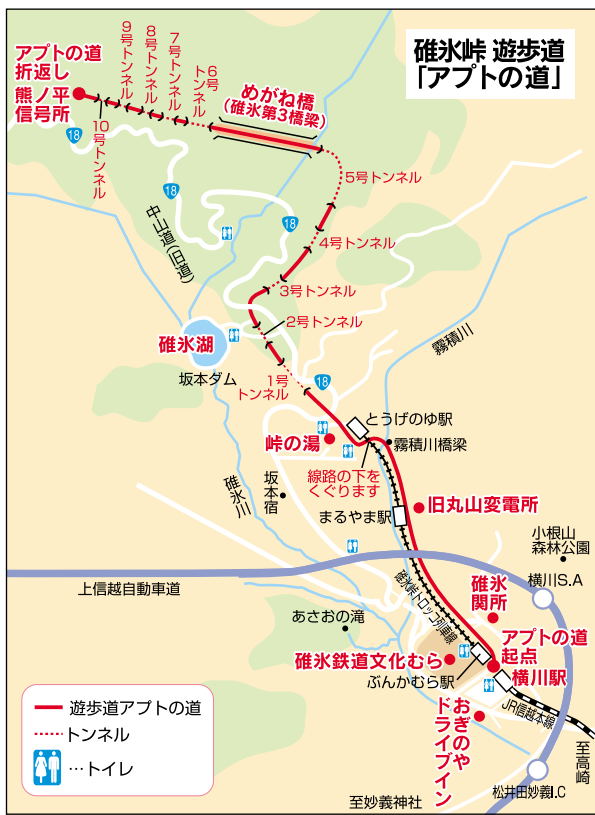 碓氷峠 遊歩道
「アプトの道」
アプトの道
折返し
熊ノ平
信号所
10号トンネル
9号トンネル
8号トンネル
7号トンネル
6号
トンネル
めがね橋
(碓氷第3橋梁)
18
5号トンネル
18
18
中山道(旧道)
4号トンネル
3号トンネル
2号トンネル
霧積川
碓氷湖
坂本ダム
1号
トンネル
18
とうげのゆ駅
峠の湯
霧積川橋梁
線路の下を
くぐります
碓氷川
坂本宿
旧丸山変電所
まるやま駅
小根山
森林公園
上信越自動車道
横川S.A
碓氷峠トロッコ列車線
碓氷
関所
あさおの滝
アプトの道
起点
碓氷鉄道文化むら
横川駅
ぶんかむら駅
JR信越本線
おぎのや
ドライブイン
至高崎
松井田妙義I.C
至妙義神社
遊歩道アプトの道
トンネル
…トイレ